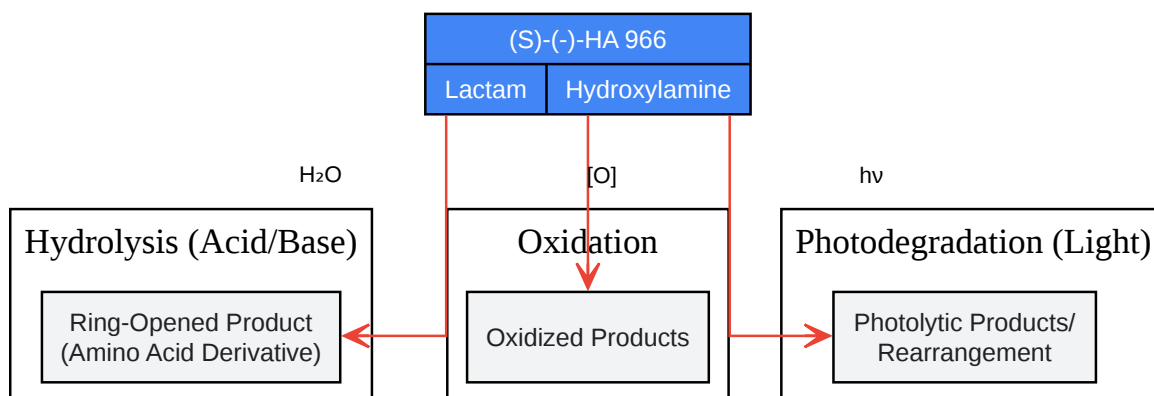 (S)-(-)-HA 966
Lactam
Hydroxylamine
H₂O
[O]
hν
Hydrolysis (Acid/Base)
Oxidation
Photodegradation (Light)
Ring-Opened Product
(Amino Acid Derivative)
Oxidized Products
Photolytic Products/
Rearrangement